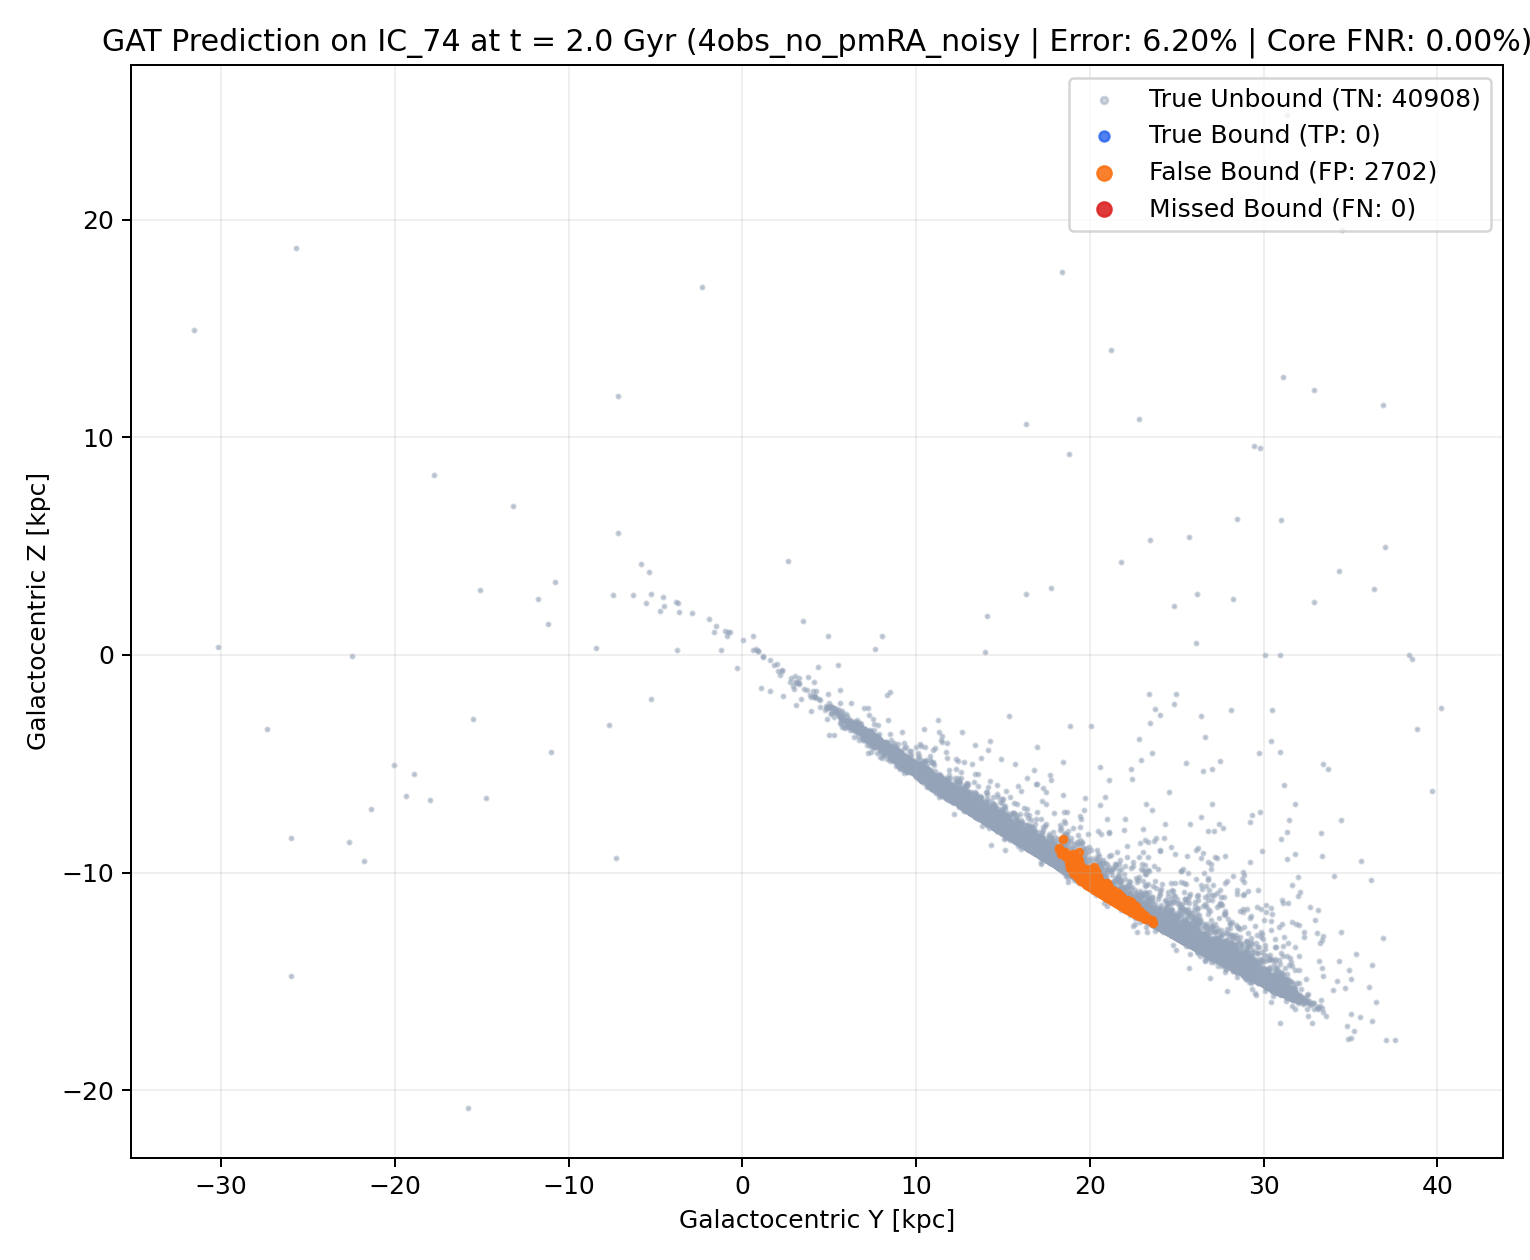 GAT Prediction on IC_74 at t = 2.0 Gyr (4obs_no_pmRA_noisy | Error: 6.20% | Core FNR: 0.00%)
True Unbound (TN: 40908)
True Bound (TP: 0)
False Bound (FP: 2702)
Missed Bound (FN: 0)
Galactocentric Z [kpc]
20
10
0
−10
−20
−30 −20 −10 0 10 20 30 40
Galactocentric Y [kpc]